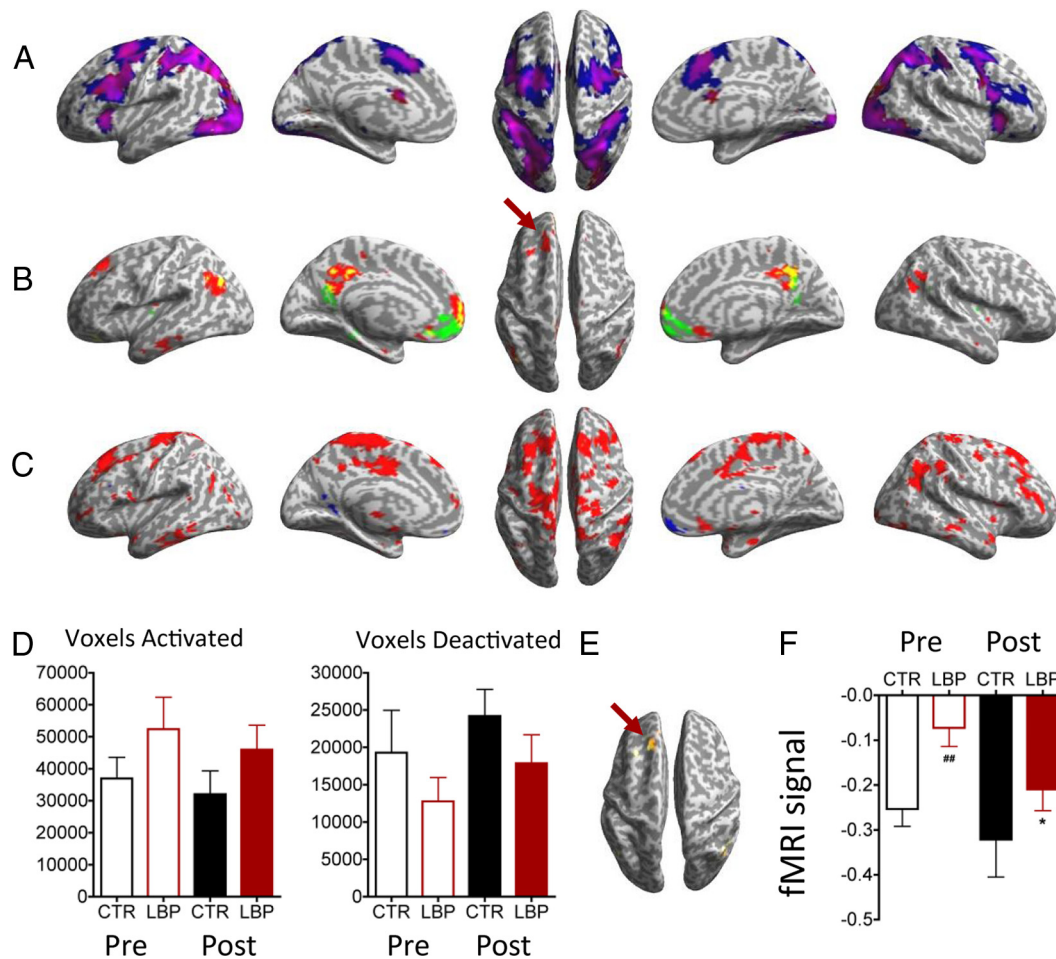 A
B
C
D
Voxels Activated
70000
60000
50000
40000
30000
20000
10000
0
CTR LBP CTR LBP
Pre Post
Voxels Deactivated
30000
25000
20000
15000
10000
5000
0
CTR LBP CTR LBP
Pre Post
E
F
Pre Post
CTR LBP CTR LBP
fMRI signal
-0.0
-0.1
-0.2
-0.3
-0.4
-0.5
##
*